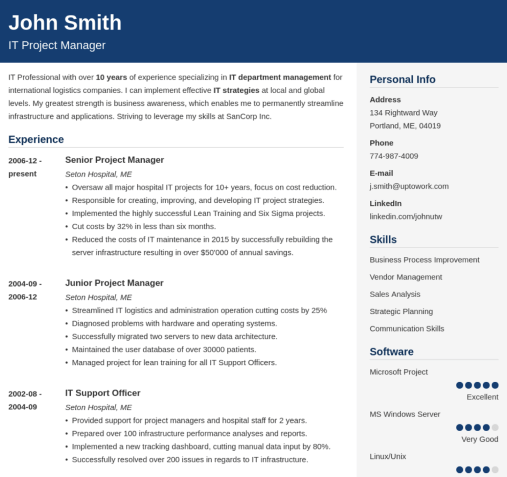 John Smith
IT Project Manager
IT Professional with over 10 years of experience specializing in IT department management for
international logistics companies. I can implement effective IT strategies at local and global
levels. My greatest strength is business awareness, which enables me to permanently streamline
infrastructure and applications. Striving to leverage my skills at SanCorp Inc.
Experience
2006-12 -
present
Senior Project Manager
Seton Hospital, ME
• Oversaw all major hospital IT projects for 10+ years, focus on cost reduction.
• Responsible for creating, improving, and developing IT project strategies.
• Implemented the highly successful Lean Training and Six Sigma projects.
• Cut costs by 32% in less than six months.
• Reduced the costs of IT maintenance in 2015 by successfully rebuilding the
server infrastructure resulting in over $50'000 of annual savings.
2004-09 -
2006-12
Junior Project Manager
Seton Hospital, ME
• Streamlined IT logistics and administration operation cutting costs by 25%
• Diagnosed problems with hardware and operating systems.
• Successfully migrated two servers to new data architecture.
• Maintained the user database of over 30000 patients.
• Managed project for lean training for all IT Support Officers.
2002-08 -
2004-09
IT Support Officer
Seton Hospital, ME
• Provided support for project managers and hospital staff for 2 years.
• Prepared over 100 infrastructure performance analyses and reports.
• Implemented a new tracking dashboard, cutting manual data input by 80%.
• Successfully resolved over 200 issues in regards to IT infrastructure.
Personal Info
Address
134 Rightward Way
Portland, ME, 04019
Phone
774-987-4009
E-mail
j.smith@uptowork.com
LinkedIn
linkedin.com/johnutw
Skills
Business Process Improvement
Vendor Management
Sales Analysis
Strategic Planning
Communication Skills
Software
Microsoft Project
Excellent
MS Windows Server
Very Good
Linux/Unix